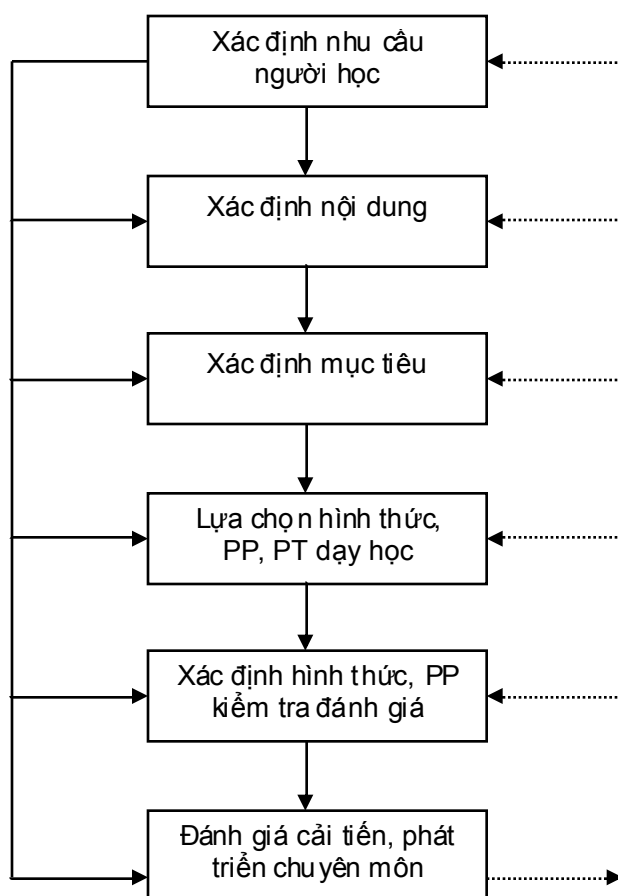 Xác định nhu cầu
người học
Xác định nội dung
Xác định mục tiêu
Lựa chọn hình thức,
PP, PT dạy học
Xác định hình thức, PP
kiểm tra đánh giá
Đánh giá cải tiến, phát
triển chuyên môn